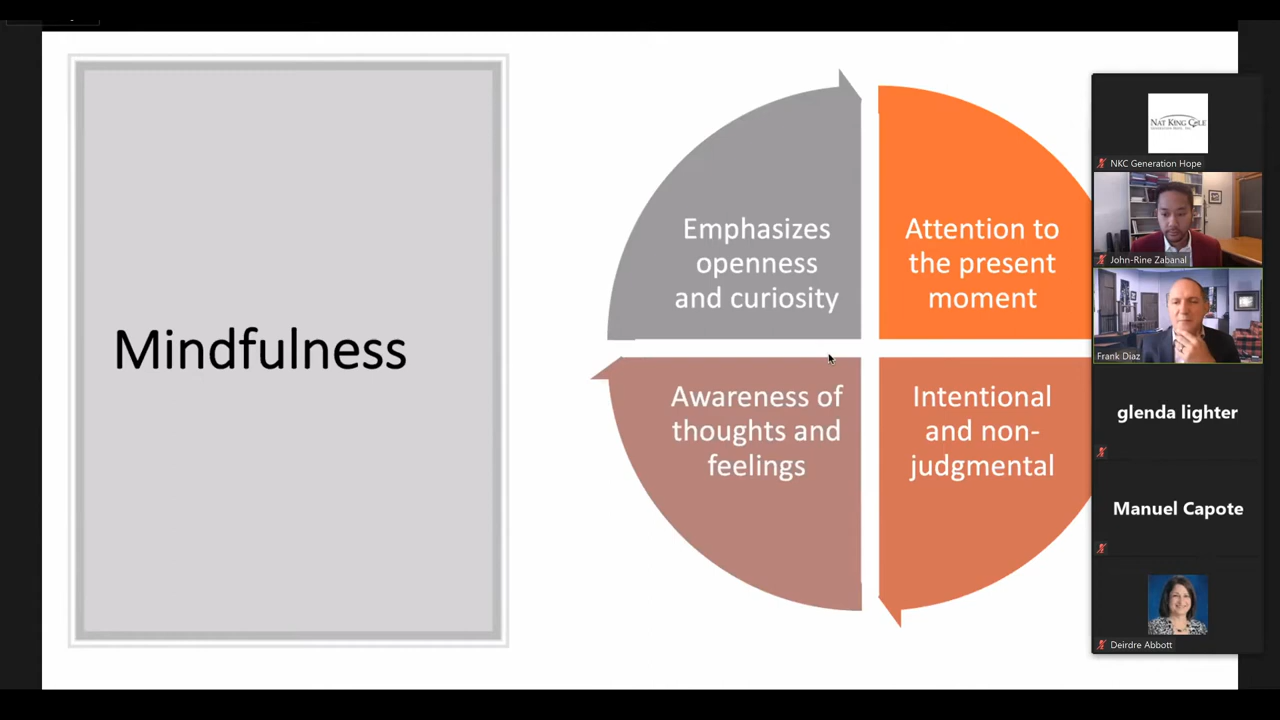 Mindfulness
Emphasizes
openness
and curiosity
Attention to
the present
moment
Awareness of
thoughts and
feelings
Intentional
and non-
judgmental
NAT KING COLE
NKC Generation Hope
John-Rine Zabanal
Frank Diaz
glenda lighter
Manuel Capote
Deirdre Abbott